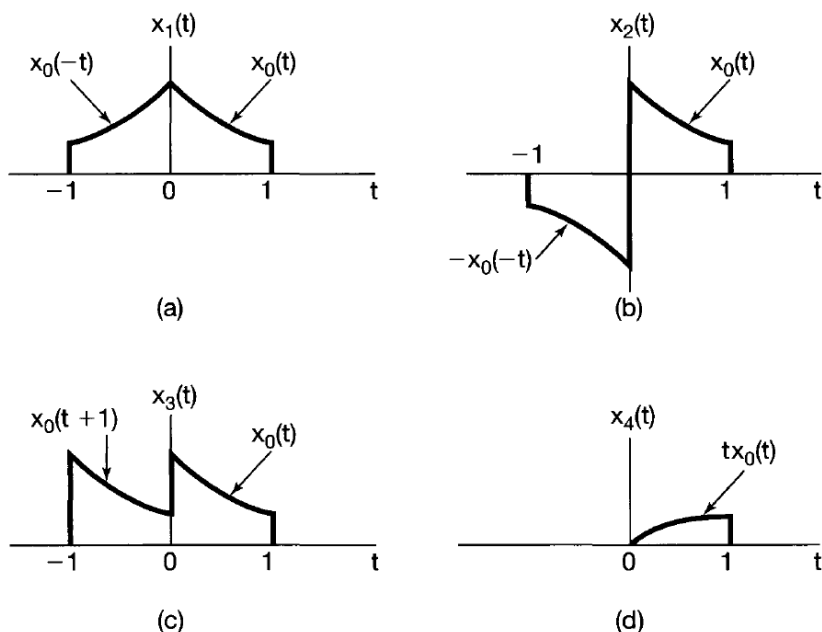 x₁(t)
x₀(−t)
x₀(t)
−1
0
1
t
(a)
x₂(t)
x₀(t)
−1
1
t
−x₀(−t)
(b)
x₃(t)
x₀(t +1)
x₀(t)
−1
0
1
t
(c)
x₄(t)
tx₀(t)
0
1
t
(d)